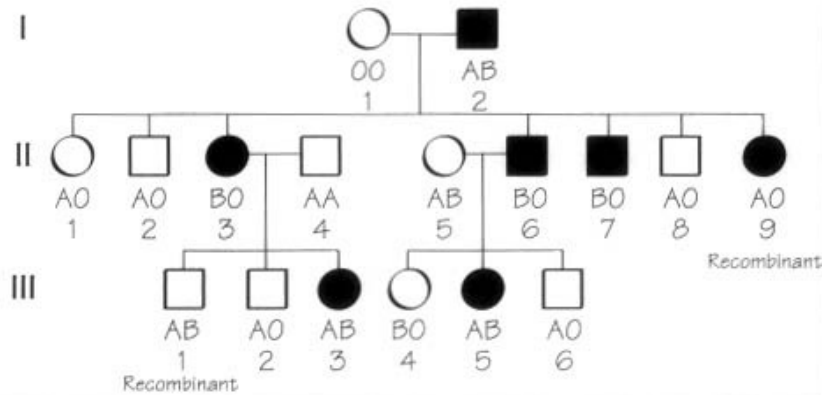 I
OO AB
1 2
II
AO AO BO AA AB BO BO AO AO
1 2 3 4 5 6 7 8 9
Recombinant
III
AB AO AB BO AB AO
1 2 3 4 5 6
Recombinant